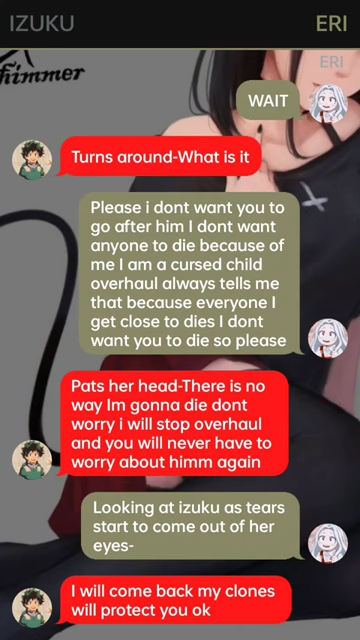 IZUKU
ERI
himmer
ERI
WAIT
Turns around-What is it
Please i dont want you to
go after him I dont want
anyone to die because of
me I am a cursed child
overhaul always tells me
that because everyone I
get close to dies I dont
want you to die so please
Pats her head-There is no
way Im gonna die dont
worry i will stop overhaul
and you will never have to
worry about himm again
Looking at izuku as tears
start to come out of her
eyes-
I will come back my clones
will protect you ok